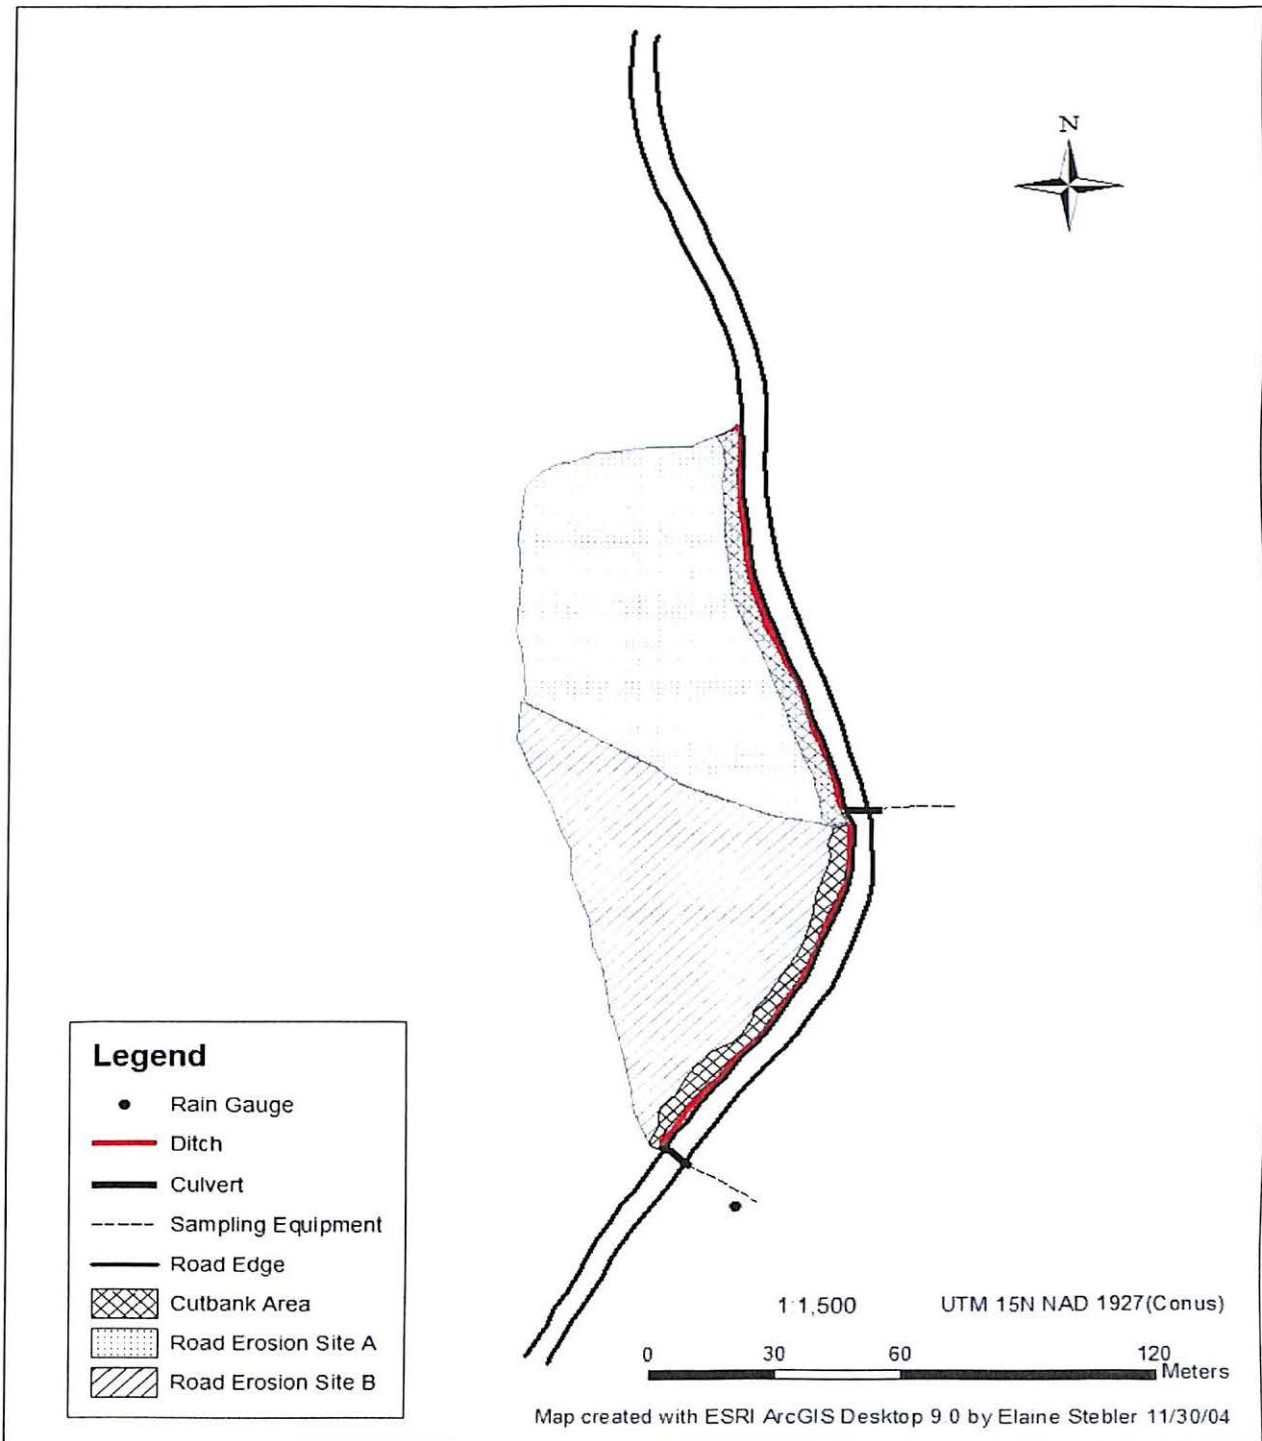 N
Legend
Rain Gauge
Ditch
Culvert
Sampling Equipment
Road Edge
Cutbank Area
Road Erosion Site A
Road Erosion Site B
1:1,500 UTM 15N NAD 1927(Conus)
0 30 60 120
Meters
Map created with ESRI ArcGIS Desktop 9.0 by Elaine Stebler 11/30/04